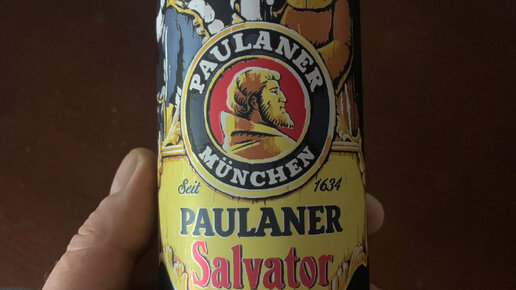 PAULANER
MÜNCHEN
Seit 1634
PAULANER
Salvator